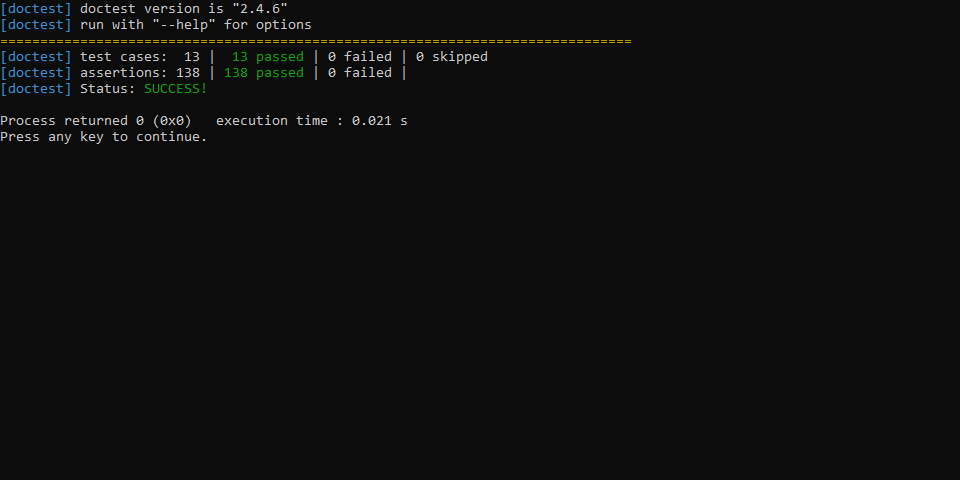 [doctest] doctest version is "2.4.6"
[doctest] run with "--help" for options
===============================================================================
[doctest] test cases:  13 |  13 passed | 0 failed | 0 skipped
[doctest] assertions: 138 | 138 passed | 0 failed |
[doctest] Status: SUCCESS!
Process returned 0 (0x0)   execution time : 0.021 s
Press any key to continue.